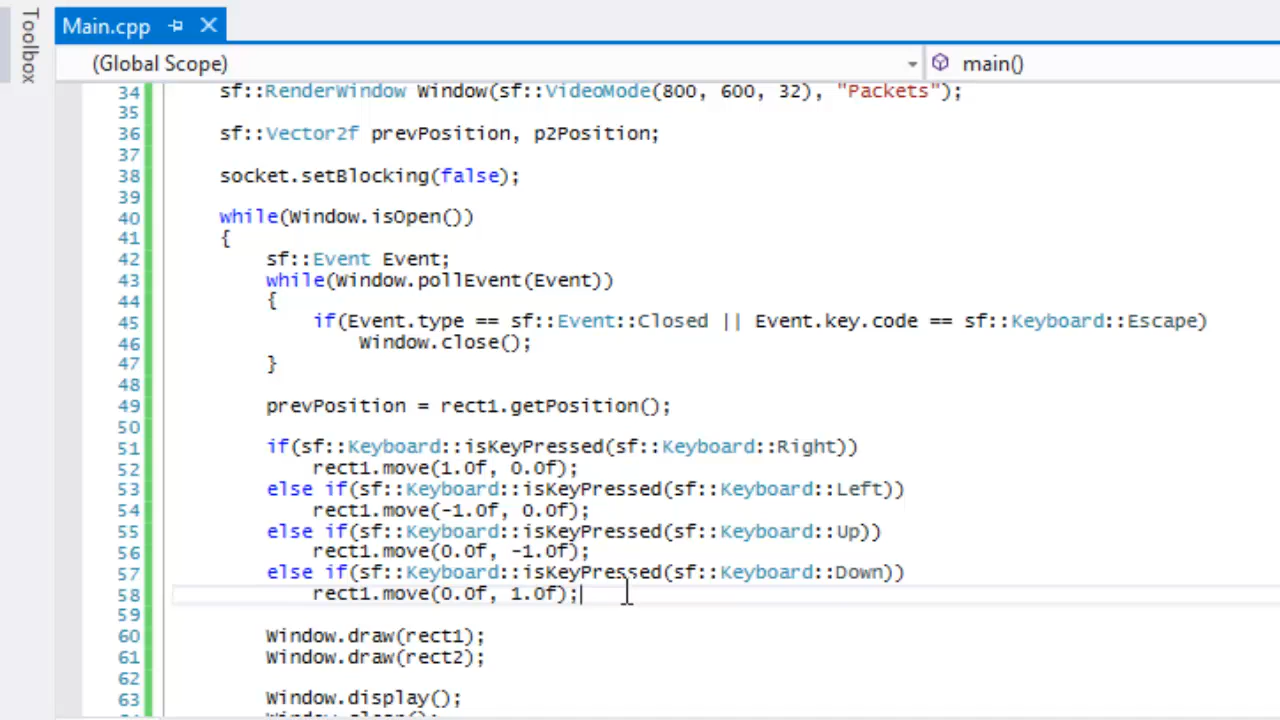 Toolbox
Main.cpp
(Global Scope) main()
34 sf::RenderWindow Window(sf::VideoMode(800, 600, 32), "Packets");
35
36 sf::Vector2f prevPosition, p2Position;
37
38 socket.setBlocking(false);
39
40 while(Window.isOpen())
41 {
42 sf::Event Event;
43 while(Window.pollEvent(Event))
44 {
45 if(Event.type == sf::Event::Closed || Event.key.code == sf::Keyboard::Escape)
46 Window.close();
47 }
48
49 prevPosition = rect1.getPosition();
50
51 if(sf::Keyboard::isKeyPressed(sf::Keyboard::Right))
52 rect1.move(1.0f, 0.0f);
53 else if(sf::Keyboard::isKeyPressed(sf::Keyboard::Left))
54 rect1.move(-1.0f, 0.0f);
55 else if(sf::Keyboard::isKeyPressed(sf::Keyboard::Up))
56 rect1.move(0.0f, -1.0f);
57 else if(sf::Keyboard::isKeyPressed(sf::Keyboard::Down))
58 rect1.move(0.0f, 1.0f);
59
60 Window.draw(rect1);
61 Window.draw(rect2);
62
63 Window.display();